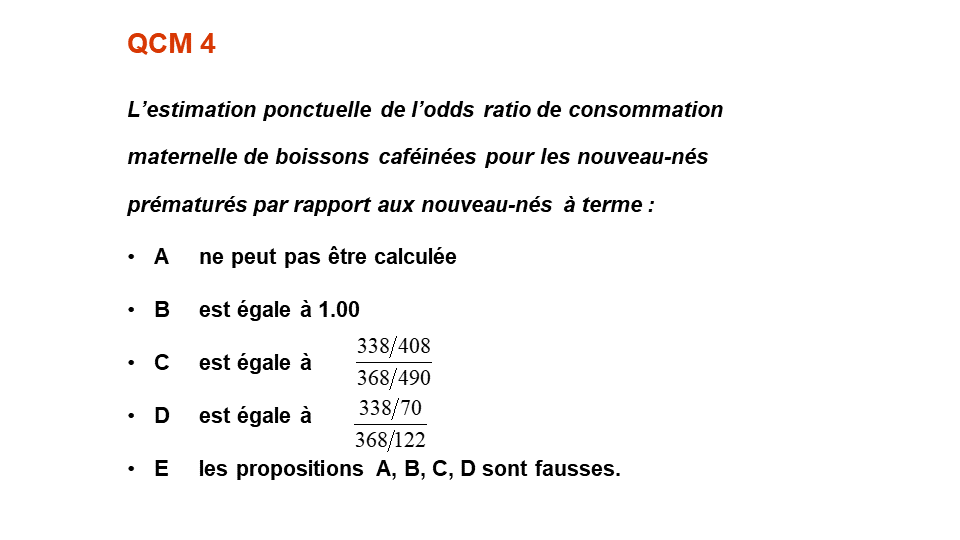 QCM 4
L’estimation ponctuelle de l’odds ratio de consommation
maternelle de boissons caféinées pour les nouveau-nés
prématurés par rapport aux nouveau-nés à terme :
• A ne peut pas être calculée
• B est égale à 1.00
• C est égale à 338/408
368/490
• D est égale à 338/70
368/122
• E les propositions A, B, C, D sont fausses.